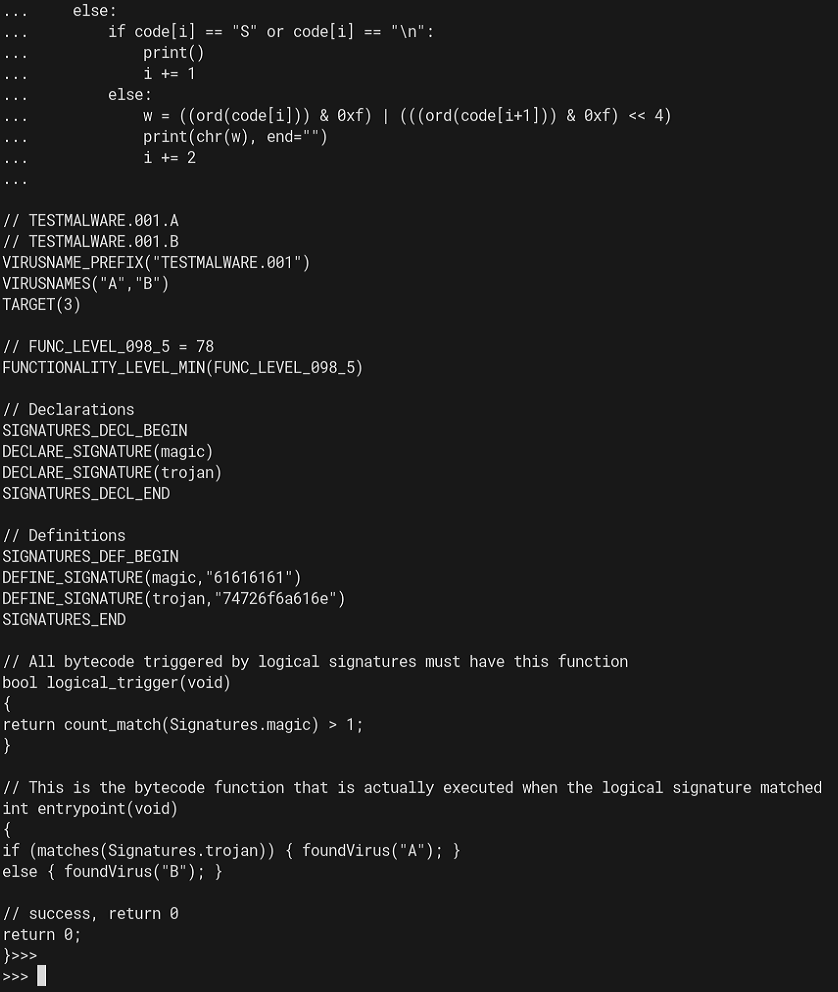 ...     else:
...         if code[i] == "S" or code[i] == "\n":
...             print()
...             i += 1
...         else:
...             w = ((ord(code[i])) & 0xf) | (((ord(code[i+1])) & 0xf) << 4)
...             print(chr(w), end="")
...             i += 2
...
// TESTMALWARE.001.A
// TESTMALWARE.001.B
VIRUSNAME_PREFIX("TESTMALWARE.001")
VIRUSNAMES("A","B")
TARGET(3)
// FUNC_LEVEL_098_5 = 78
FUNCTIONALITY_LEVEL_MIN(FUNC_LEVEL_098_5)
// Declarations
SIGNATURES_DECL_BEGIN
DECLARE_SIGNATURE(magic)
DECLARE_SIGNATURE(trojan)
SIGNATURES_DECL_END
// Definitions
SIGNATURES_DEF_BEGIN
DEFINE_SIGNATURE(magic,"61616161")
DEFINE_SIGNATURE(trojan,"74726f6a616e")
SIGNATURES_END
// All bytecode triggered by logical signatures must have this function
bool logical_trigger(void)
{
return count_match(Signatures.magic) > 1;
}
// This is the bytecode function that is actually executed when the logical signature matched
int entrypoint(void)
{
if (matches(Signatures.trojan)) { foundVirus("A"); }
else { foundVirus("B"); }
// success, return 0
return 0;
}>>>
>>>